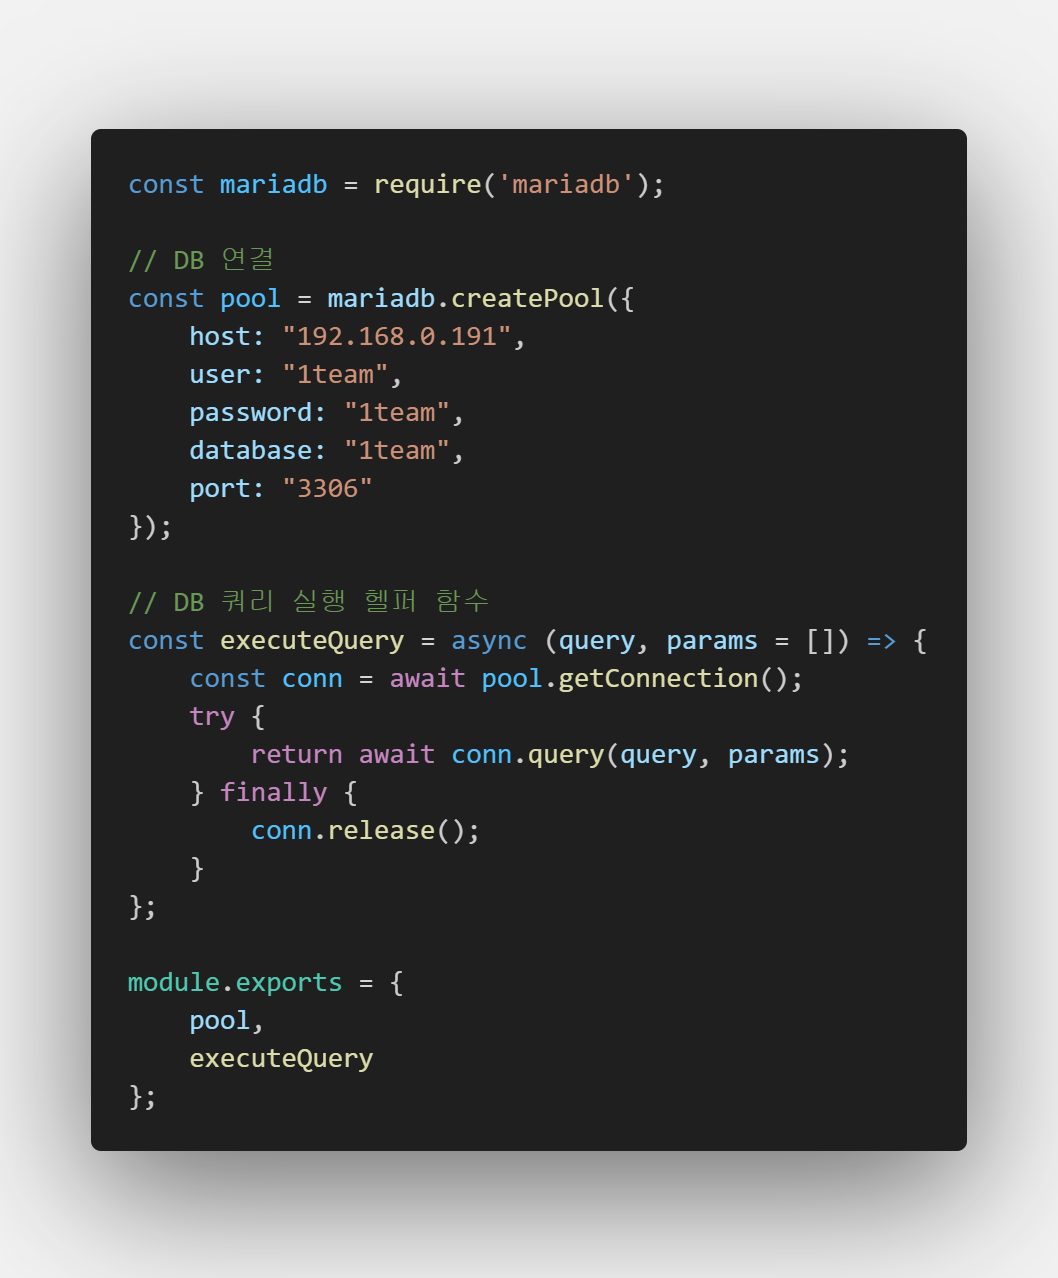 const mariadb = require('mariadb');

// DB 연결
const pool = mariadb.createPool({
    host: "192.168.0.191",
    user: "1team",
    password: "1team",
    database: "1team",
    port: "3306"
});

// DB 쿼리 실행 헬퍼 함수
const executeQuery = async (query, params = []) => {
    const conn = await pool.getConnection();
    try {
        return await conn.query(query, params);
    } finally {
        conn.release();
    }
};

module.exports = {
    pool,
    executeQuery
};